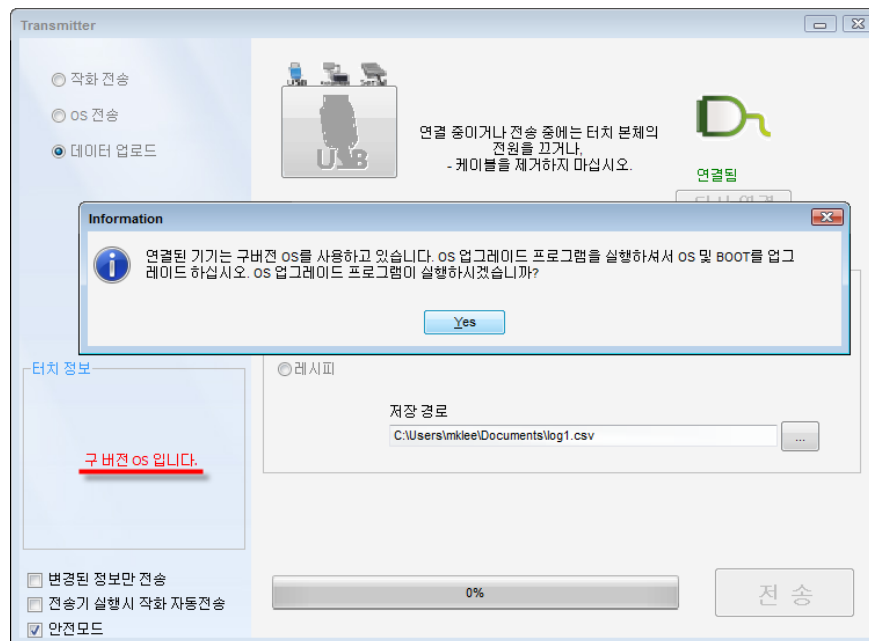 Transmitter
작화 전송
OS 전송
데이터 업로드
USB
USB
연결 중이거나 전송 중에는 터치 본체의
전원을 끄거나,
- 케이블을 제거하지 마십시오.
연결됨
Information
연결된 기기는 구버전 OS를 사용하고 있습니다. OS 업그레이드 프로그램을 실행하셔서 OS 및 BOOT를 업그
레이드 하십시오. OS 업그레이드 프로그램이 실행하시겠습니까?
Yes
터치 정보
구 버전 OS 입니다.
레시피
저장 경로
C:\Users\mklee\Documents\log1.csv
...
변경된 정보만 전송
전송기 실행시 작화 자동전송
안전모드
0%
전 송